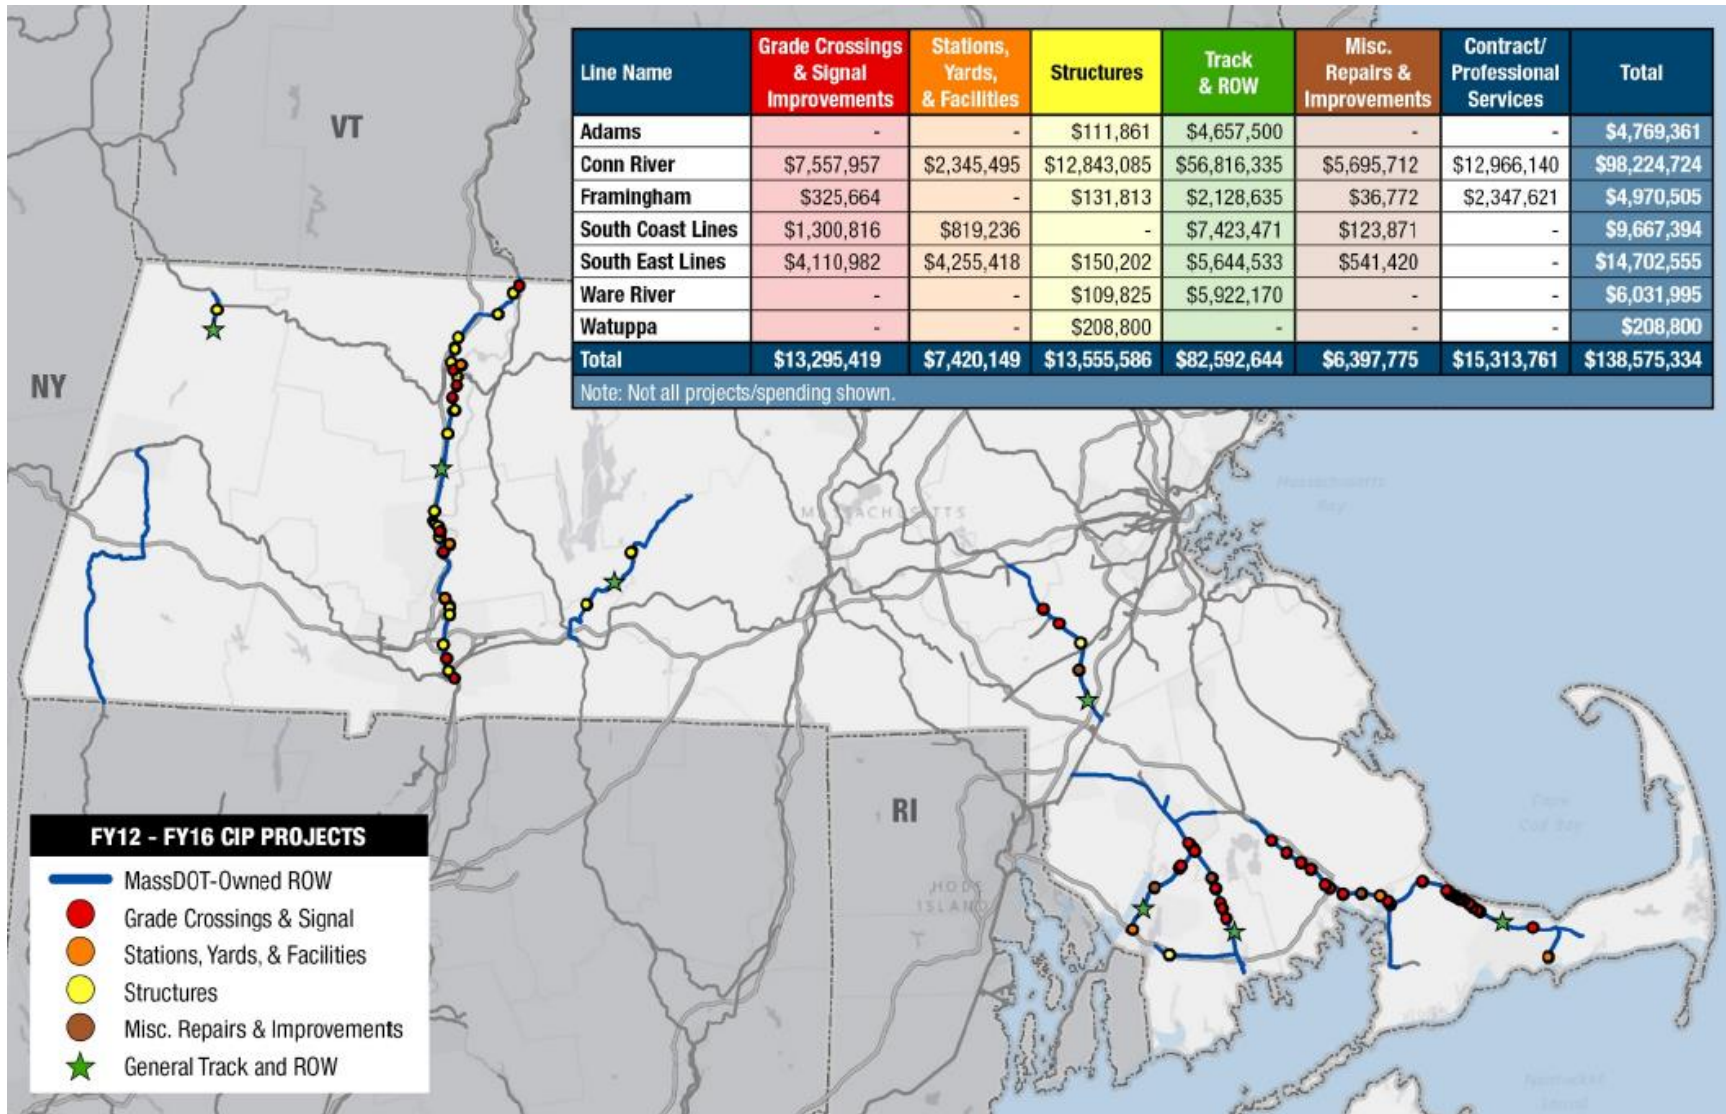 Line Name
Grade Crossings
& Signal
Improvements
Stations,
Yards,
& Facilities
Structures
Track
& ROW
Misc.
Repairs &
Improvements
Contract/
Professional
Services
Total
Adams - - $111,861 $4,657,500 - - $4,769,361
Conn River $7,557,957 $2,345,495 $12,843,085 $56,816,335 $5,695,712 $12,966,140 $98,224,724
Framingham $325,664 - $131,813 $2,128,635 $36,772 $2,347,621 $4,970,505
South Coast Lines $1,300,816 $819,236 - $7,423,471 $123,871 - $9,667,394
South East Lines $4,110,982 $4,255,418 $150,202 $5,644,533 $541,420 - $14,702,555
Ware River - - $109,825 $5,922,170 - - $6,031,995
Watuppa - - $208,800 - - - $208,800
Total $13,295,419 $7,420,149 $13,555,586 $82,592,644 $6,397,775 $15,313,761 $138,575,334
Note: Not all projects/spending shown.
VT
NY
MASSACHUSETTS
Massachusetts
Bay
RI
Cape
Cod Bay
ISLAND
Nantucket
FY12 - FY16 CIP PROJECTS
MassDOT-Owned ROW
Grade Crossings & Signal
Stations, Yards, & Facilities
Structures
Misc. Repairs & Improvements
General Track and ROW